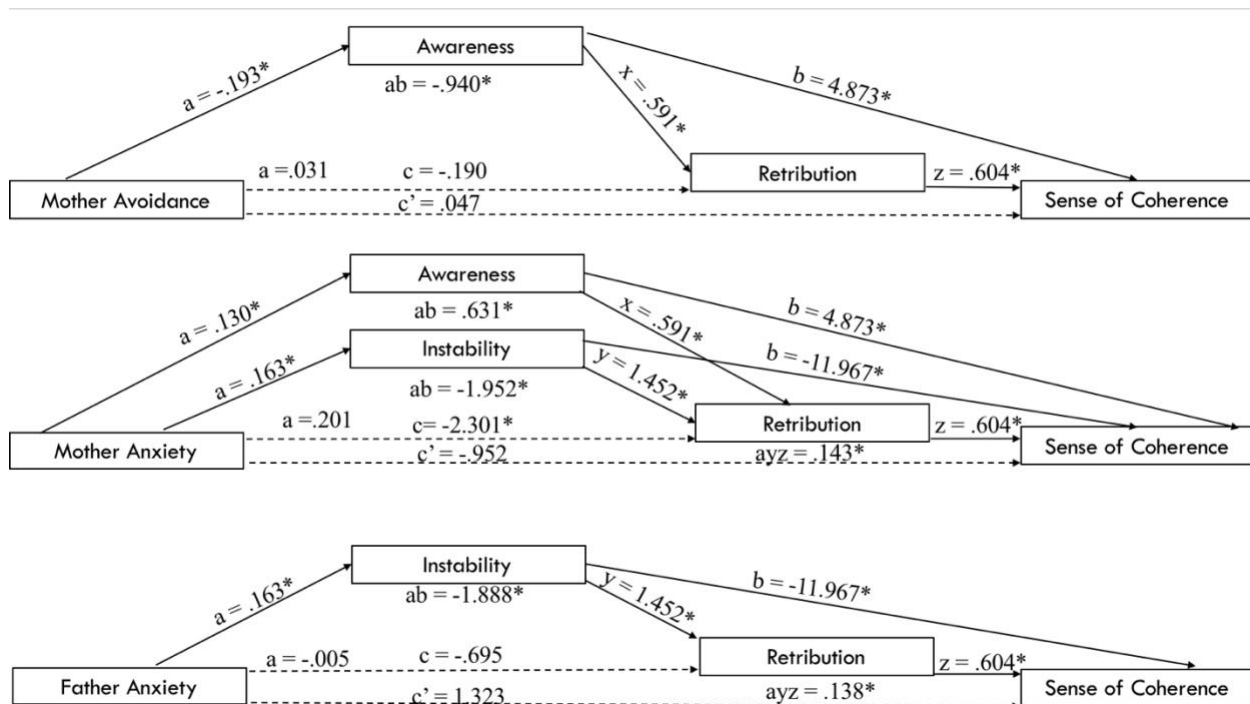 Awareness
a = -.193*
ab = -.940*
x = .591*
b = 4.873*
Mother Avoidance
a =.031
c= -.190
c’ = .047
Retribution
z = .604*
Sense of Coherence
Awareness
a = .130*
ab = .631*
x = .591*
b = 4.873*
Instability
a = .163*
ab = -1.952*
y = 1.452*
b = -11.967*
Mother Anxiety
a =.201
c= -2.301*
c’ = -.952
Retribution
ayz = .143*
z = .604*
Sense of Coherence
Instability
a = .163*
ab = -1.888*
y = 1.452*
b = -11.967*
Father Anxiety
a = -.005
c = -.695
c’ = 1.323
Retribution
ayz = .138*
z = .604*
Sense of Coherence